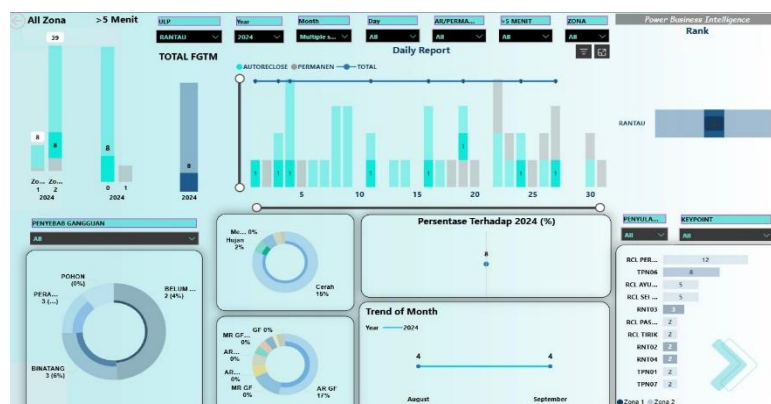 All Zona
>5 Menit
ULP
Year
Month
Day
AR/PERMA...
>5 MENIT
ZONA
Power Business Intelligence
RANTAU
2024
Multiple s...
All
All
All
All
Rank
39
TOTAL FGTM
Daily Report
AUTORECLOSE PERMANEN TOTAL
RANTAU
8
8
8
8
1
1
1
1
1
1
1
Zo... 1
Zo... 2
2024
0
1
2024
2024
5
10
15
20
25
30
PENYEBAB GANGGUAN
All
Persentase Terhadap 2024 (%)
PENYULA...
KEYPOINT
All
All
Me... 0%
Hujan 2%
Cerah 15%
8
POHON (0%)
PERA... 3 (...)
BELUM ... 2 (4%)
BINATANG 3 (6%)
RCL PER... 12
TPN06 8
RCL AYU... 5
RCL SEI ... 5
RNT03 3
RCL PAS... 2
RCL TIRIK 2
RNT02 2
RNT04 2
TPN01 2
TPN07 2
Zona 1 Zona 2
Trend of Month
Year 2024
4
4
August
September
GF 0%
MR GF 0%
AR... 0%
AR... 0%
MR GF 0%
AR GF 17%